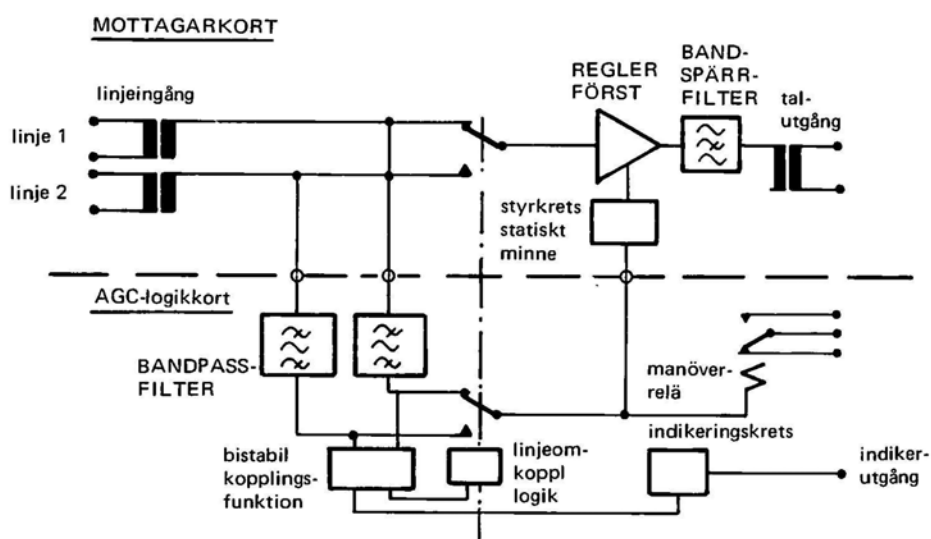 MOTTAGARKORT
linjeingång
linje 1
linje 2
REGLER
FÖRST
BAND-
SPÄRR-
FILTER
tal-
utgång
styrkrets
statiskt
minne
AGC-logikkort
BANDPASS-
FILTER
manöver-
relä
bistabil
kopplings-
funktion
linjeom-
koppl
logik
indikeringskrets
indiker-
utgång